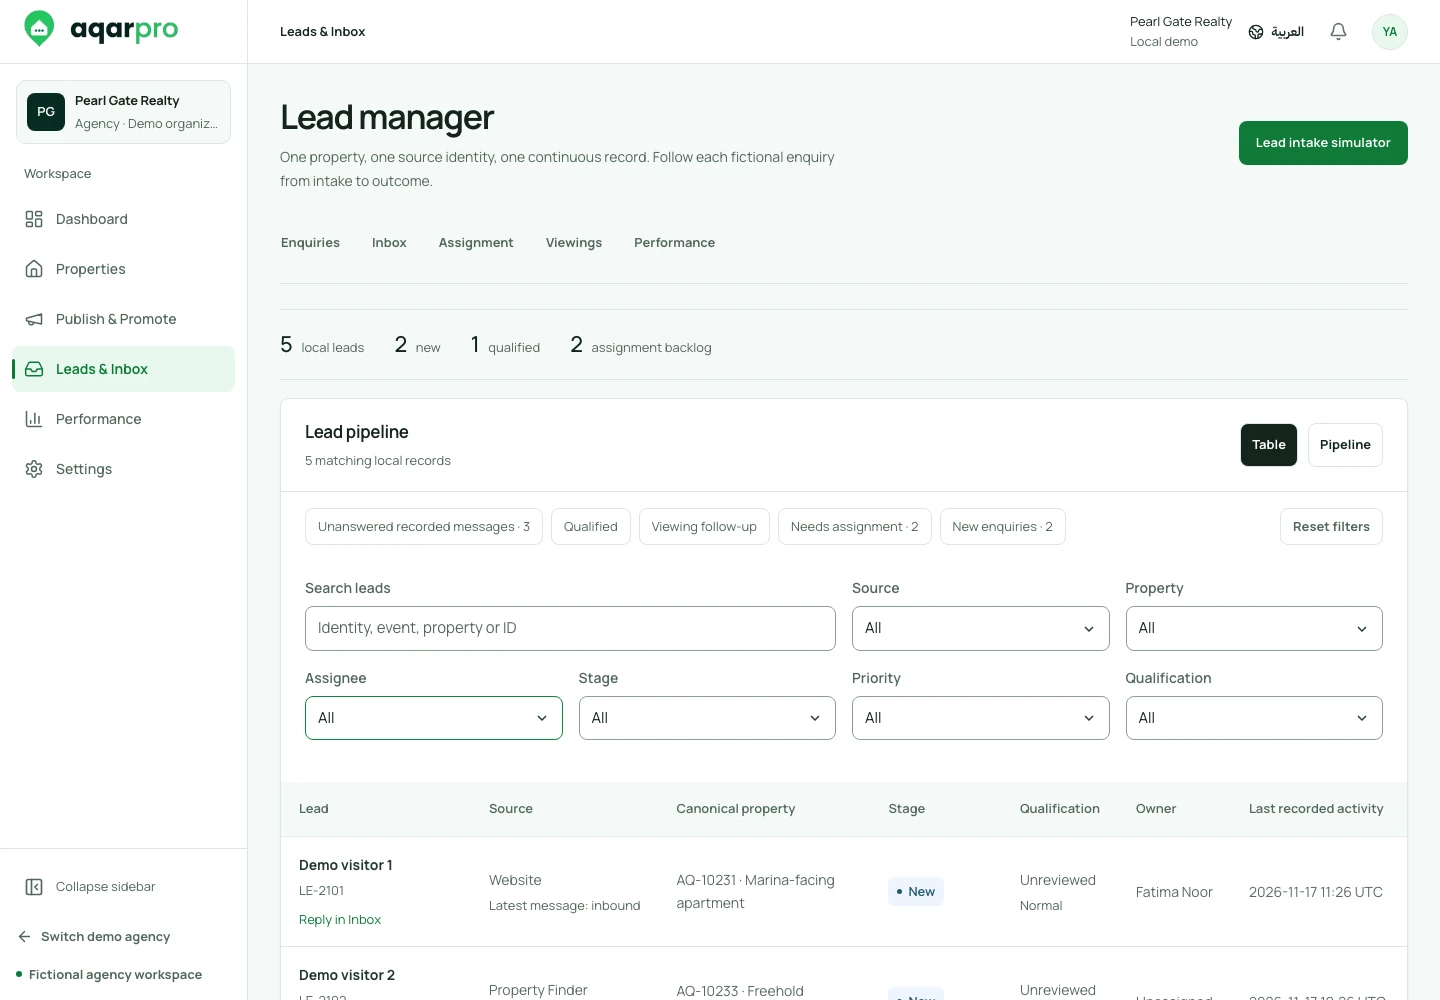 aqarpro
Leads & Inbox
Pearl Gate Realty
Local demo
العربية
YA
PG
Pearl Gate Realty
Agency · Demo organiz...
Workspace
Dashboard
Properties
Publish & Promote
Leads & Inbox
Performance
Settings
Collapse sidebar
Switch demo agency
Fictional agency workspace
Lead manager
One property, one source identity, one continuous record. Follow each fictional enquiry
from intake to outcome.
Lead intake simulator
Enquiries Inbox Assignment Viewings Performance
5 local leads 2 new 1 qualified 2 assignment backlog
Lead pipeline
5 matching local records
Table Pipeline
Unanswered recorded messages · 3 Qualified Viewing follow-up Needs assignment · 2 New enquiries · 2 Reset filters
Search leads Source Property
Identity, event, property or ID All All
Assignee Stage Priority Qualification
All All All All
Lead Source Canonical property Stage Qualification Owner Last recorded activity
Demo visitor 1
LE-2101
Reply in Inbox
Website
Latest message: inbound
AQ-10231 · Marina-facing
apartment
New
Unreviewed
Normal
Fatima Noor
2026-11-17 11:26 UTC
Demo visitor 2
LE-2102
Property Finder
AQ-10233 · Freehold
New
Unreviewed
Unassigned